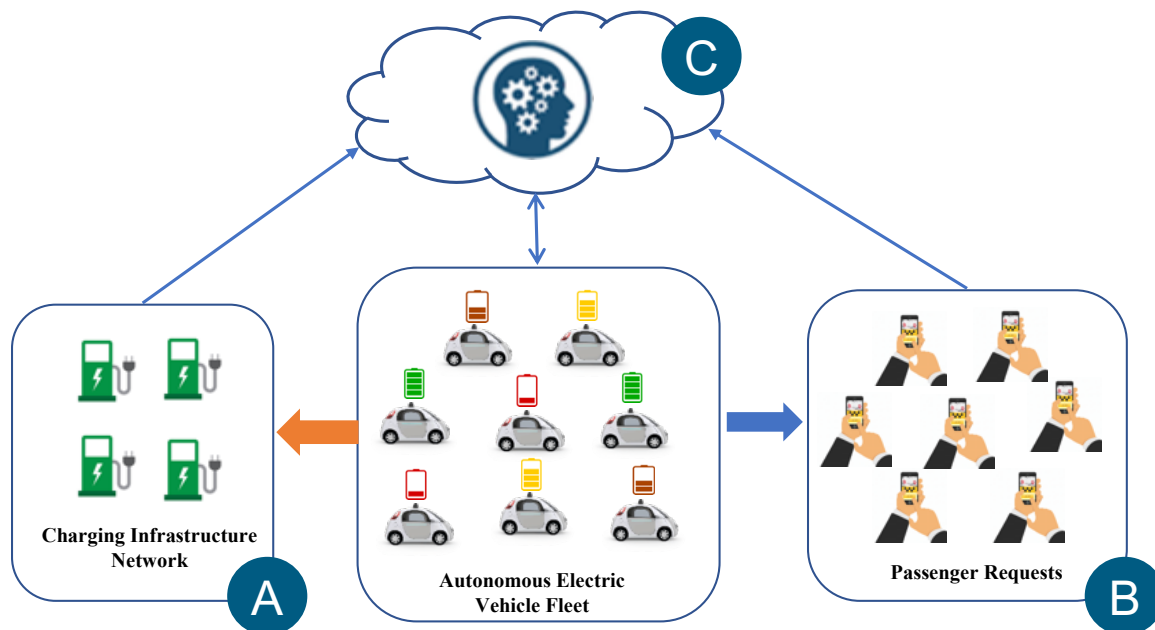 C
Charging Infrastructure
Network
A
Autonomous Electric
Vehicle Fleet
Passenger Requests
B